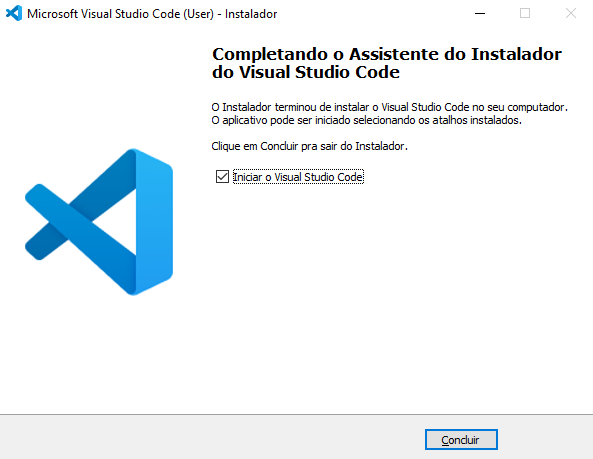 Microsoft Visual Studio Code (User) - Instalador
Completando o Assistente do Instalador
do Visual Studio Code
O Instalador terminou de instalar o Visual Studio Code no seu computador.
O aplicativo pode ser iniciado selecionando os atalhos instalados.
Clique em Concluir pra sair do Instalador.
Iniciar o Visual Studio Code
Concluir